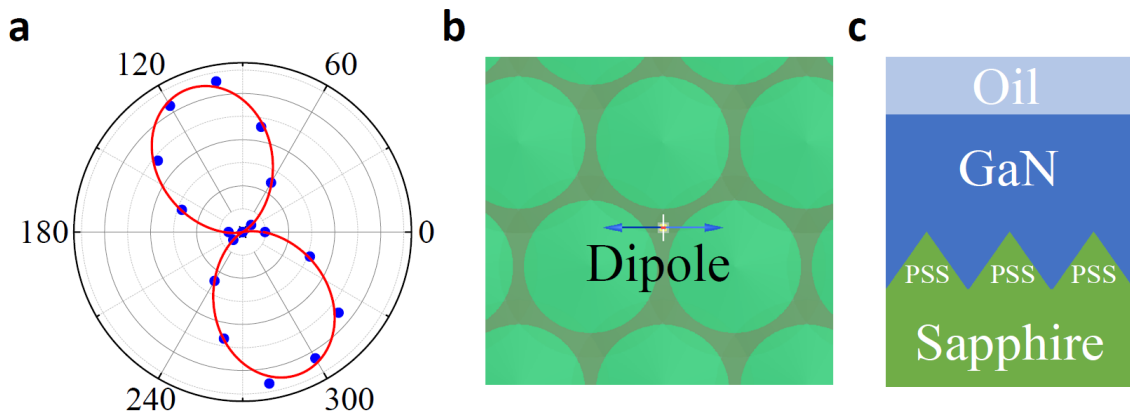 a
b
c
120
60
180
0
240
300
Dipole
Oil
GaN
PSS PSS PSS
Sapphire